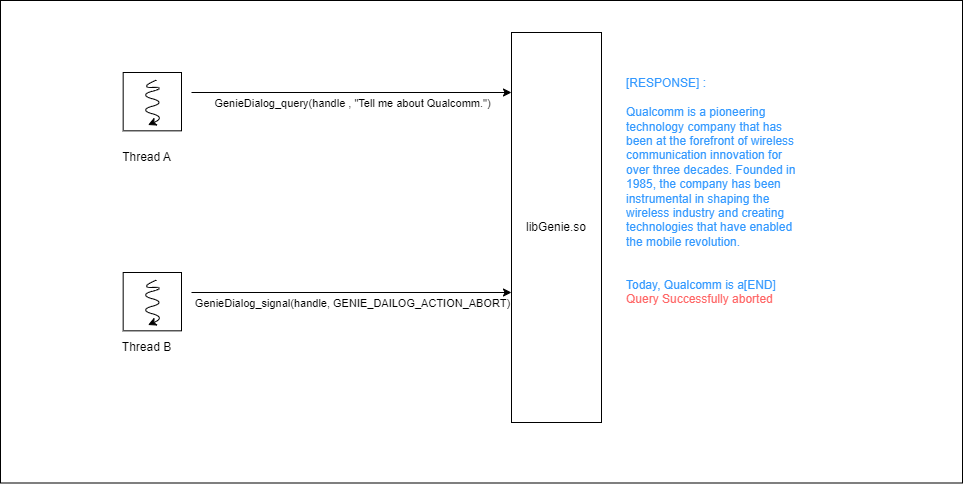 GenieDialog_query(handle , "Tell me about Qualcomm.")
Thread A
[RESPONSE] :
Qualcomm is a pioneering
technology company that has
been at the forefront of wireless
communication innovation for
over three decades. Founded in
1985, the company has been
instrumental in shaping the
wireless industry and creating
technologies that have enabled
the mobile revolution.
libGenie.so
Today, Qualcomm is a[END]
Query Successfully aborted
GenieDialog_signal(handle, GENIE_DAILOG_ACTION_ABORT)
Thread B